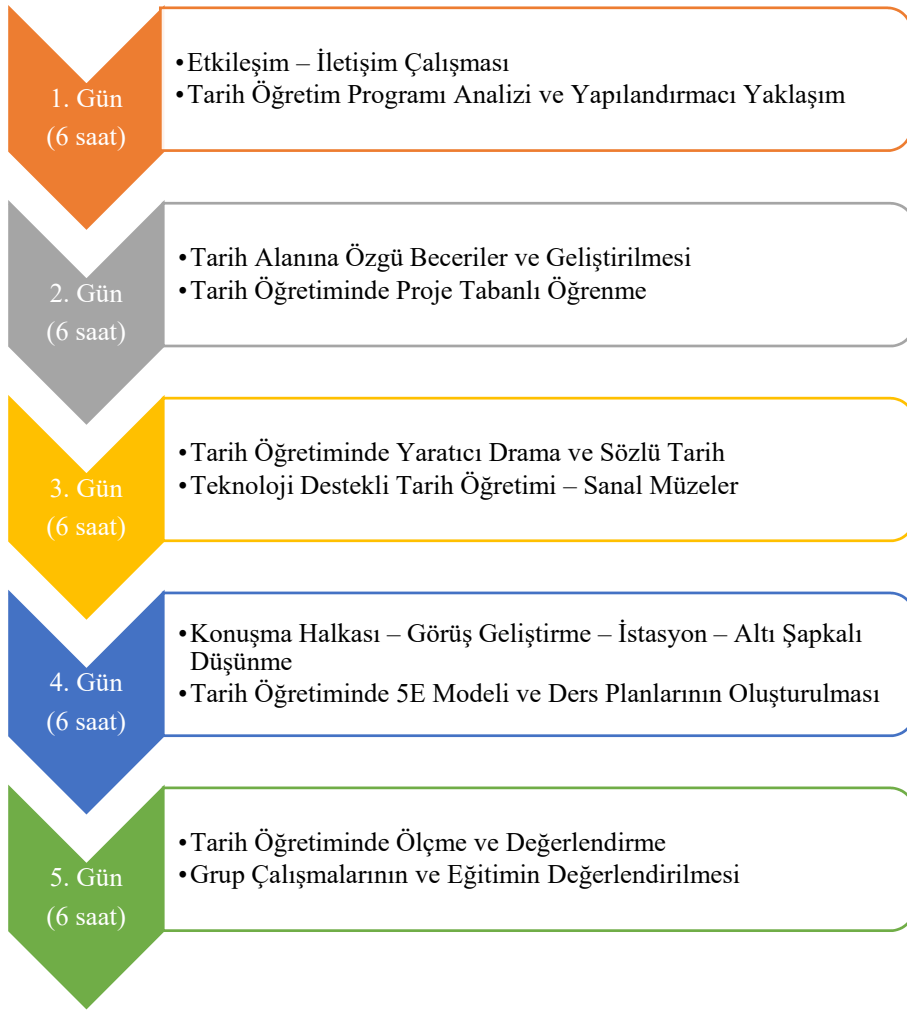 1. Gün
(6 saat)
•Etkileşim – İletişim Çalışması
•Tarih Öğretim Programı Analizi ve Yapılandırmacı Yaklaşım
2. Gün
(6 saat)
•Tarih Alanına Özgü Beceriler ve Geliştirilmesi
•Tarih Öğretiminde Proje Tabanlı Öğrenme
3. Gün
(6 saat)
•Tarih Öğretiminde Yaratıcı Drama ve Sözlü Tarih
•Teknoloji Destekli Tarih Öğretimi – Sanal Müzeler
4. Gün
(6 saat)
•Konuşma Halkası – Görüş Geliştirme – İstasyon – Altı Şapkalı
Düşünme
•Tarih Öğretiminde 5E Modeli ve Ders Planlarının Oluşturulması
5. Gün
(6 saat)
•Tarih Öğretiminde Ölçme ve Değerlendirme
•Grup Çalışmalarının ve Eğitimin Değerlendirilmesi